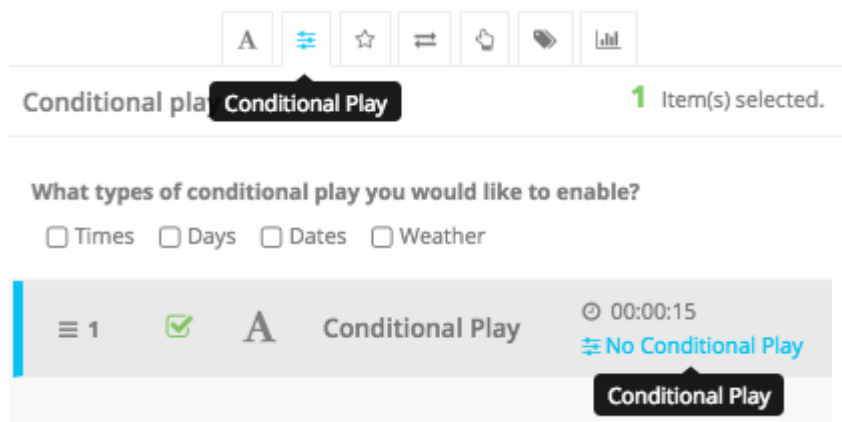 A
Conditional play
Conditional Play
1 Item(s) selected.
What types of conditional play you would like to enable?
Times Days Dates Weather
1 A Conditional Play 00:00:15
No Conditional Play
Conditional Play